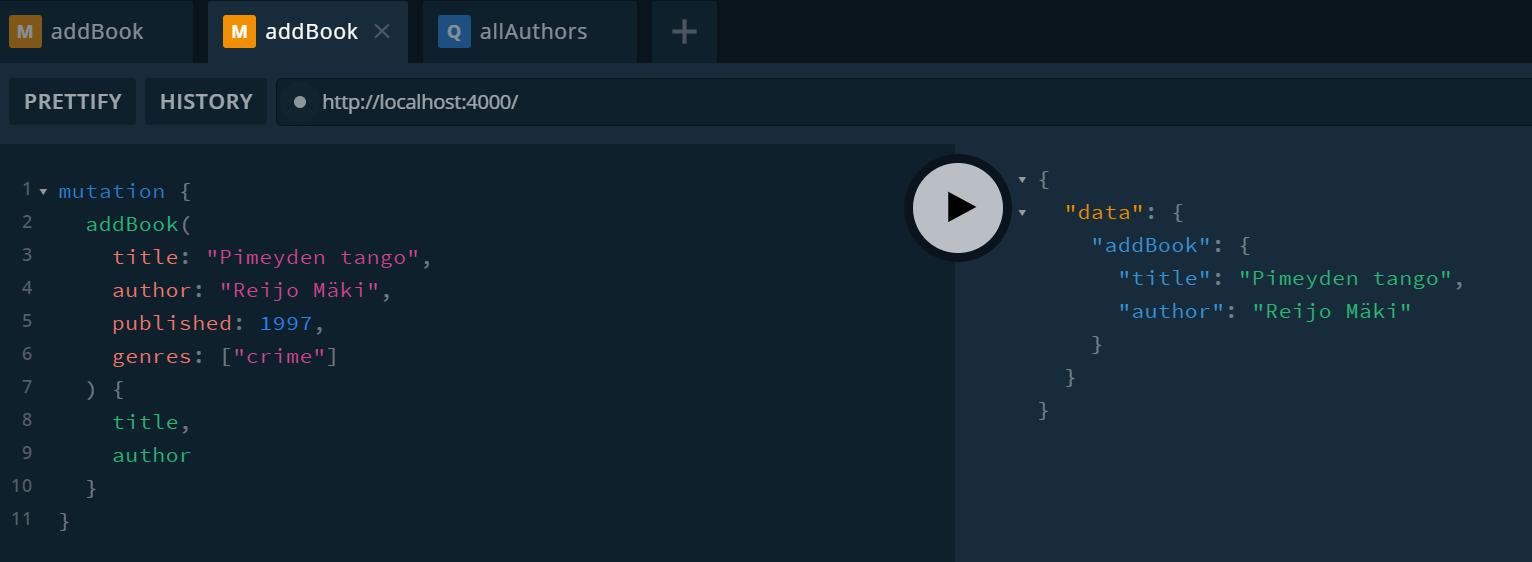 M addBook M addBook × Q allAuthors +
PRETTIFY HISTORY http://localhost:4000/
1 mutation {
2 addBook(
3 title: "Pimeyden tango",
4 author: "Reijo Mäki",
5 published: 1997,
6 genres: ["crime"]
7 ) {
8 title,
9 author
10 }
11 }
{
"data": {
"addBook": {
"title": "Pimeyden tango",
"author": "Reijo Mäki"
}
}
}